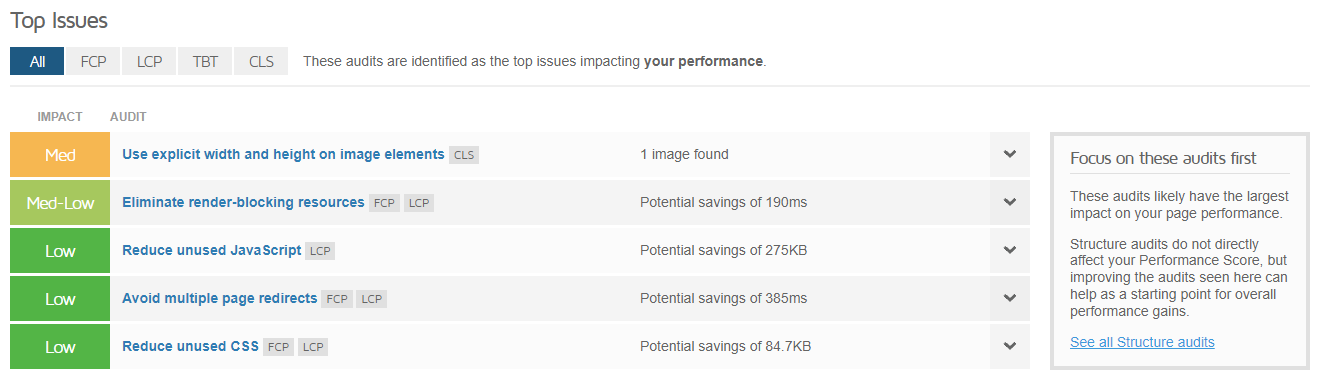 Top Issues
All FCP LCP TBT CLS These audits are identified as the top issues impacting your performance.
IMPACT AUDIT
Med Use explicit width and height on image elements CLS 1 image found
Med-Low Eliminate render-blocking resources FCP LCP Potential savings of 190ms
Low Reduce unused JavaScript LCP Potential savings of 275KB
Low Avoid multiple page redirects FCP LCP Potential savings of 385ms
Low Reduce unused CSS FCP LCP Potential savings of 84.7KB
Focus on these audits first
These audits likely have the largest
impact on your page performance.
Structure audits do not directly
affect your Performance Score, but
improving the audits seen here can
help as a starting point for overall
performance gains.
See all Structure audits